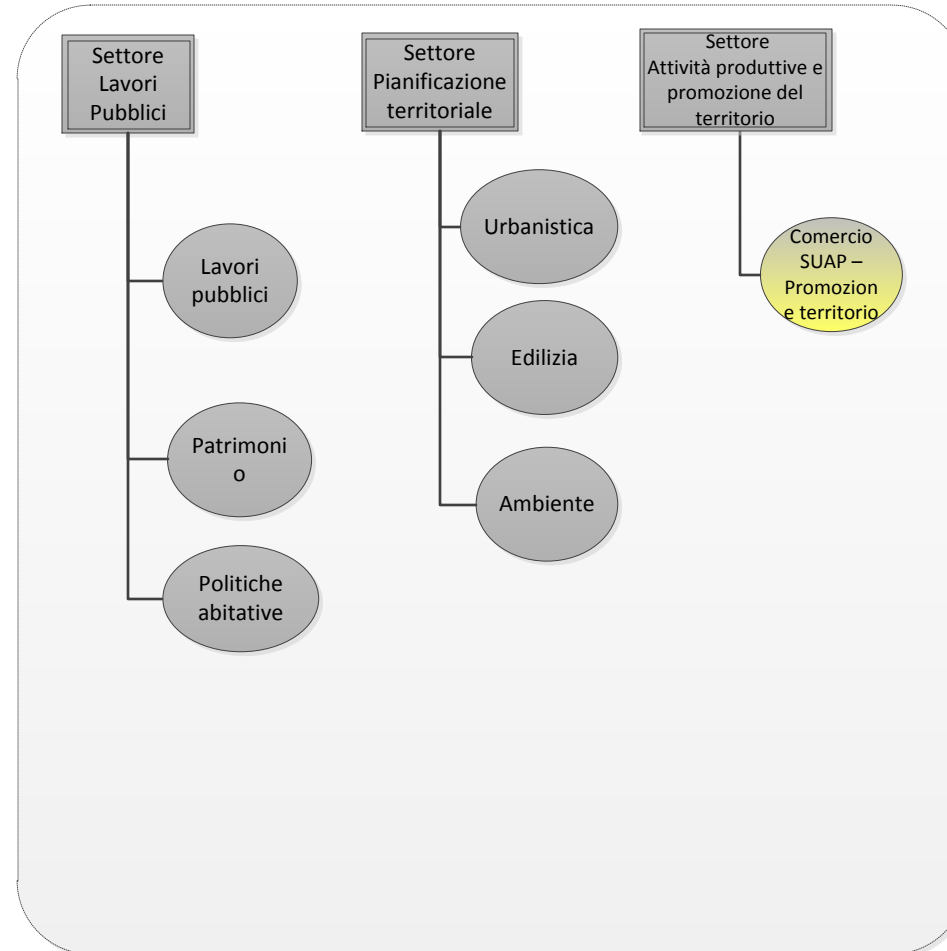 Settore
Lavori
Pubblici
Lavori
pubblici
Patrimoni
o
Politiche
abitative
Settore
Pianificazione
territoriale
Urbanistica
Edilizia
Ambiente
Settore
Attività produttive e
promozione del
territorio
Comercio
SUAP –
Promozion
e territorio